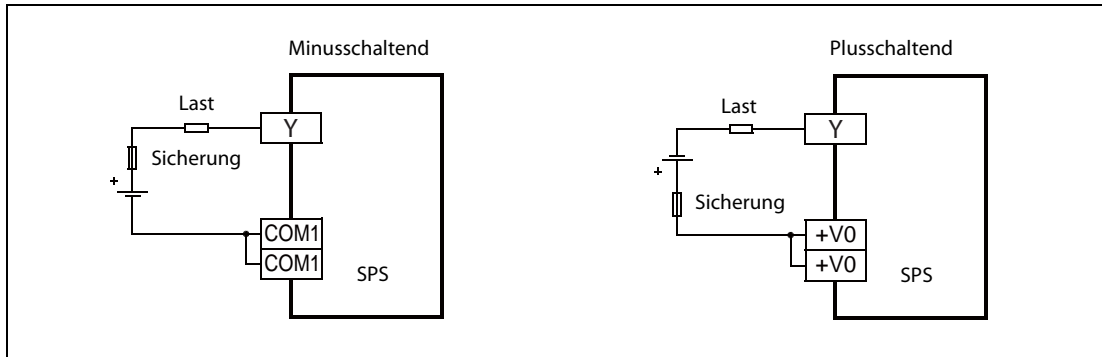 Minusschaltend
Last
Y
Sicherung
+
COM1
COM1
SPS
Plusschaltend
Last
Y
+
Sicherung
+V0
+V0
SPS